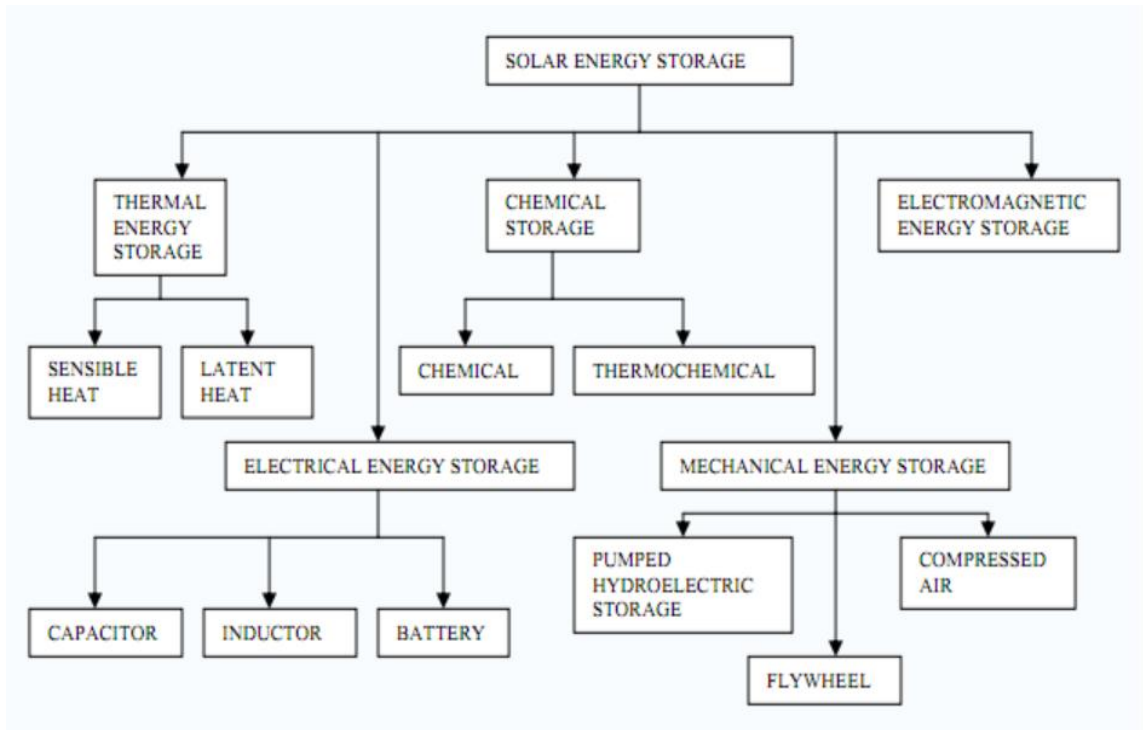 SOLAR ENERGY STORAGE
THERMAL
ENERGY
STORAGE
CHEMICAL
STORAGE
ELECTROMAGNETIC
ENERGY STORAGE
SENSIBLE
HEAT
LATENT
HEAT
CHEMICAL
THERMOCHEMICAL
ELECTRICAL ENERGY STORAGE
MECHANICAL ENERGY STORAGE
CAPACITOR
INDUCTOR
BATTERY
PUMPED
HYDROELECTRIC
STORAGE
COMPRESSED
AIR
FLYWHEEL